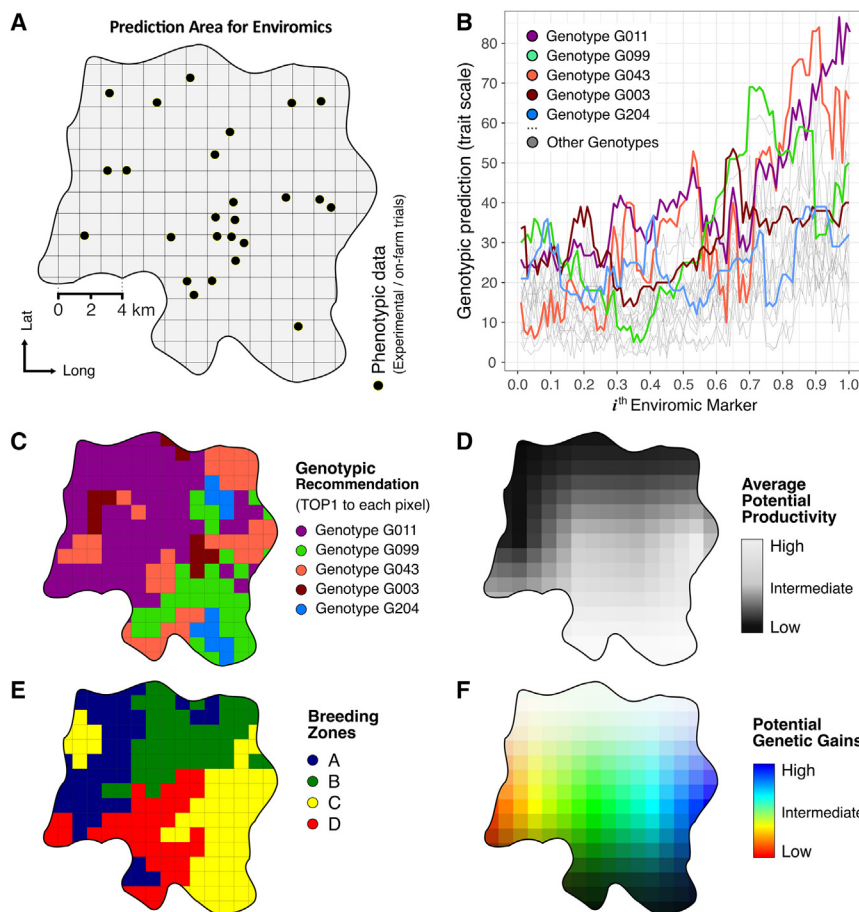 A
Prediction Area for Enviromics
0 2 4 km
Lat
Long
Phenotypic data
(Experimental / on-farm trials)
B
Genotype G011
Genotype G099
Genotype G043
Genotype G003
Genotype G204
...
Other Genotypes
Genotypic prediction (trait scale)
80
70
60
50
40
30
20
10
0
0.0 0.1 0.2 0.3 0.4 0.5 0.6 0.7 0.8 0.9 1.0
ith Enviromic Marker
C
Genotypic
Recommendation
(TOP1 to each pixel)
Genotype G011
Genotype G099
Genotype G043
Genotype G003
Genotype G204
D
Average
Potential
Productivity
High
Intermediate
Low
E
Breeding
Zones
A
B
C
D
F
Potential
Genetic Gains
High
Intermediate
Low